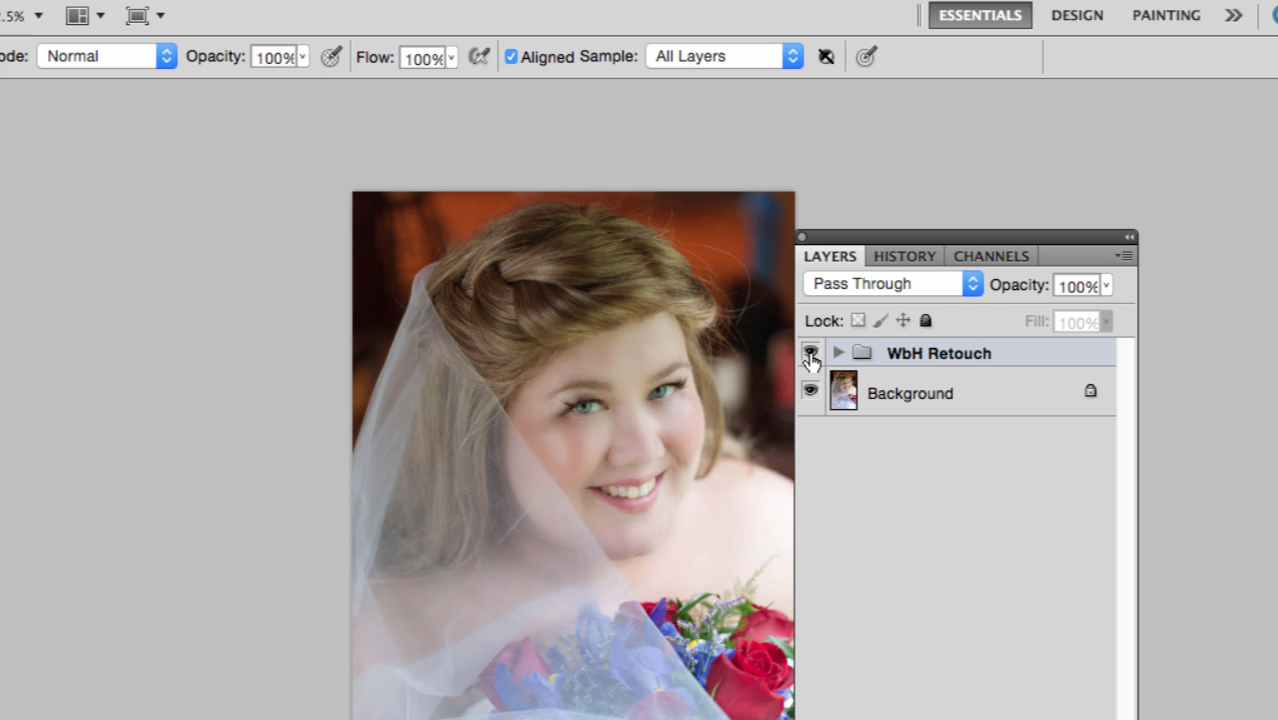 .5% ESSENTIALS DESIGN PAINTING
ode: Normal Opacity: 100% Flow: 100% Aligned Sample: All Layers
LAYERS HISTORY CHANNELS
Pass Through Opacity: 100%
Lock: Fill: 100%
WbH Retouch
Background